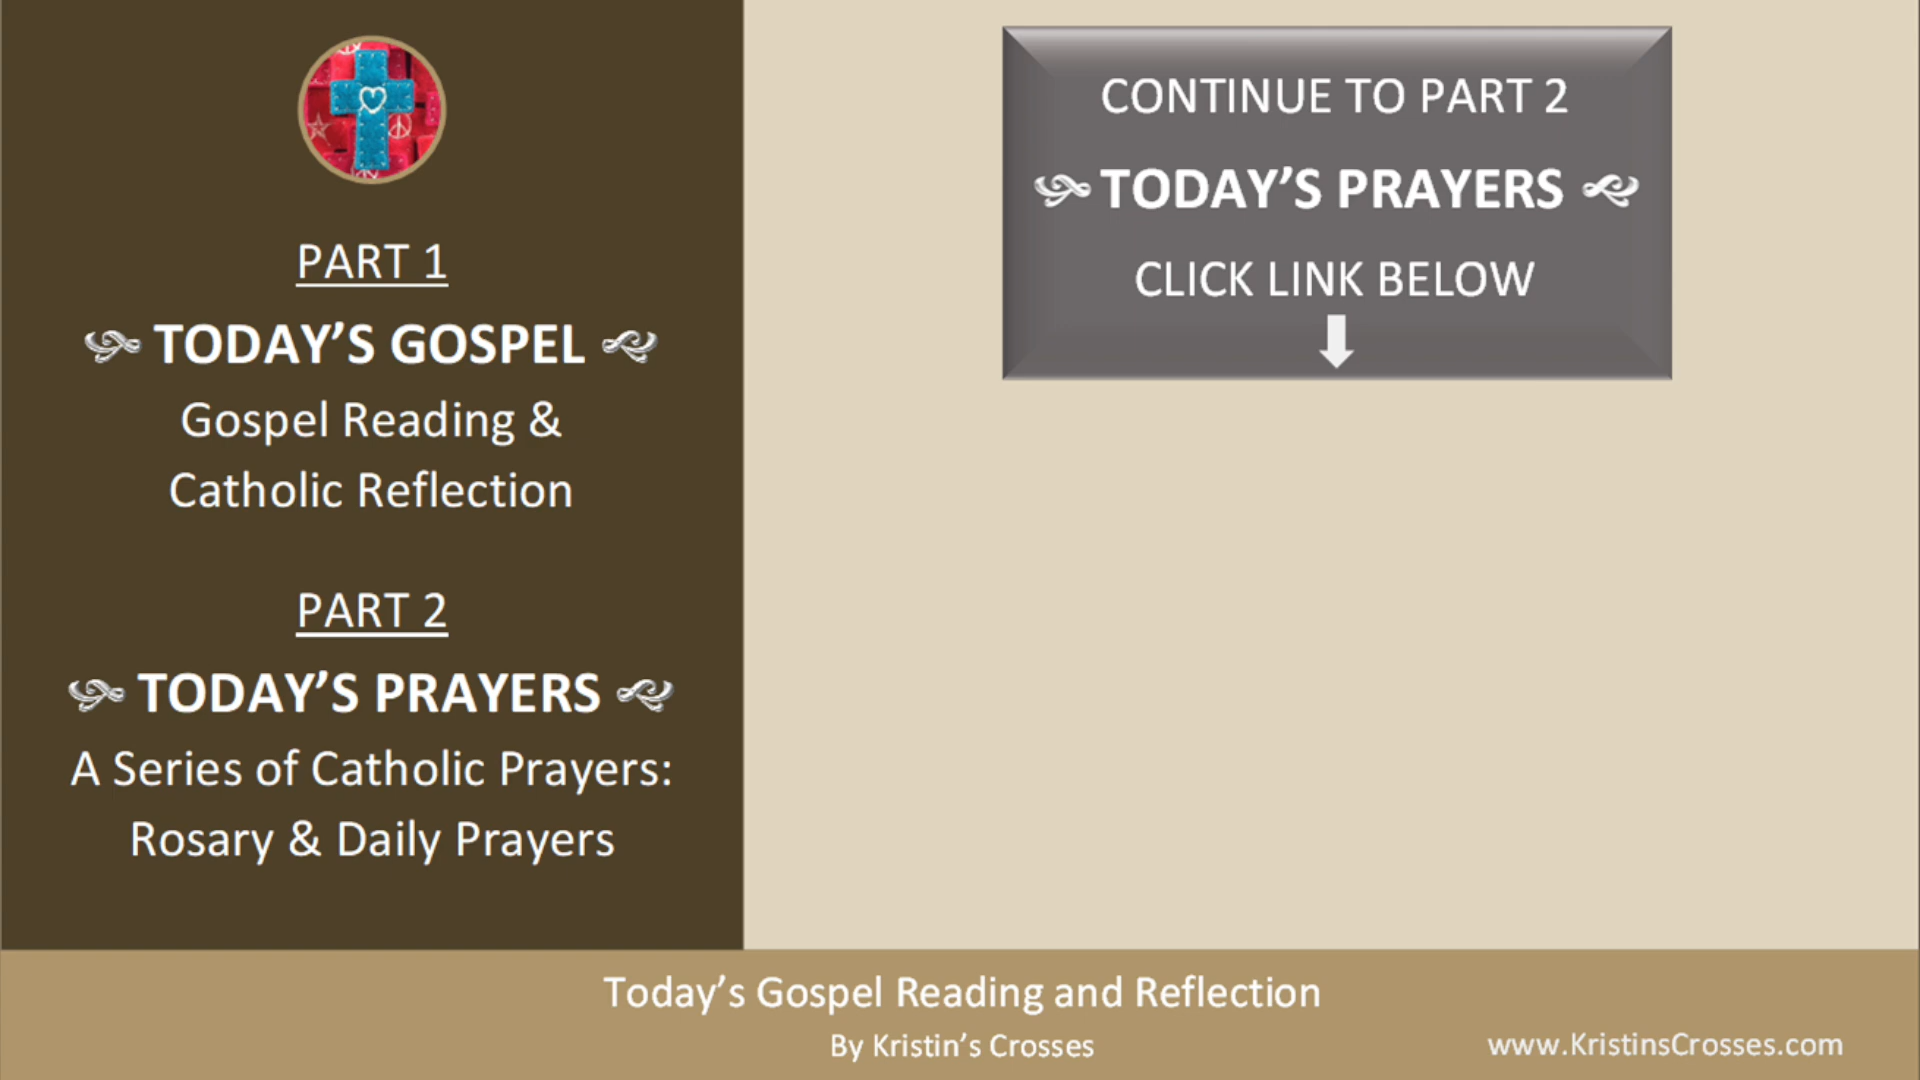 PART 1
TODAY’S GOSPEL
Gospel Reading &
Catholic Reflection
PART 2
TODAY’S PRAYERS
A Series of Catholic Prayers:
Rosary & Daily Prayers
CONTINUE TO PART 2
TODAY’S PRAYERS
CLICK LINK BELOW
Today’s Gospel Reading and Reflection
By Kristin’s Crosses
www.KristinsCrosses.com